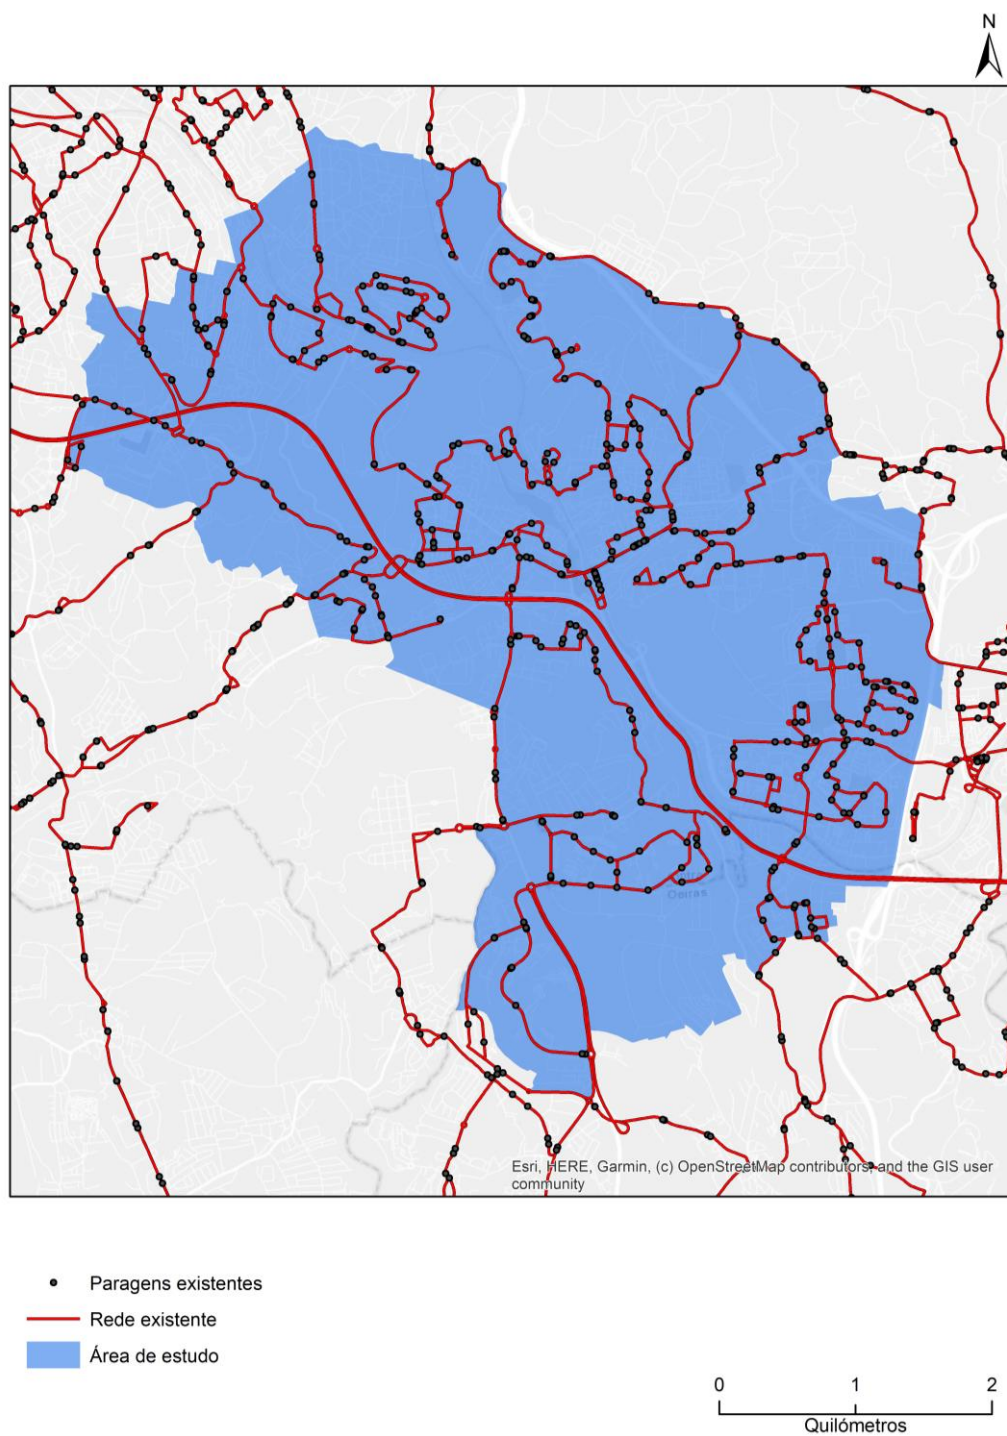 N
Oeiras
Esri, HERE, Garmin, (c) OpenStreetMap contributors, and the GIS user
community
Paragens existentes
Rede existente
Área de estudo
0 1 2
Quilómetros